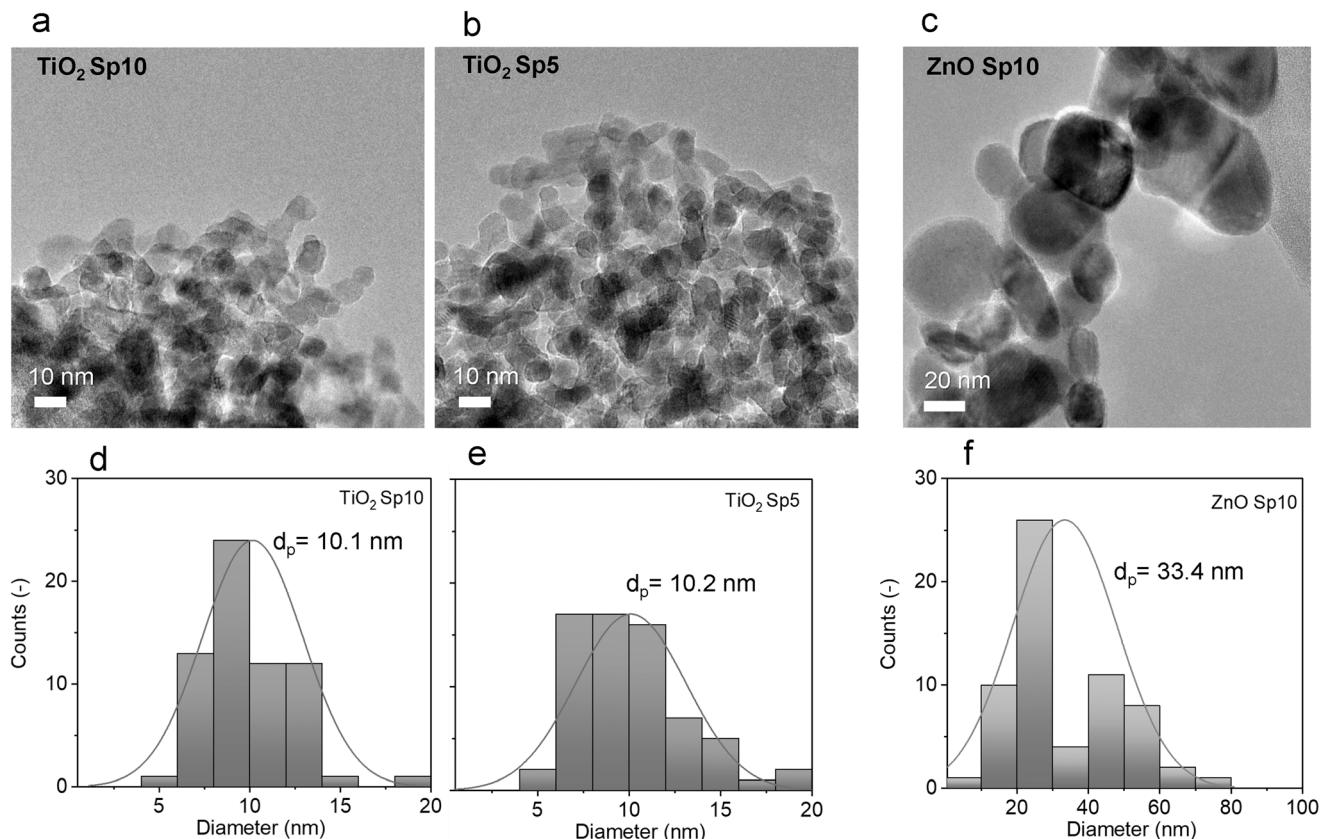 a
b
c
TiO₂ Sp10
TiO₂ Sp5
ZnO Sp10
10 nm
10 nm
20 nm
d
e
f
30
20
10
0
Counts (-)
TiO₂ Sp10
dₚ= 10.1 nm
5
10
15
20
Diameter (nm)
TiO₂ Sp5
dₚ= 10.2 nm
5
10
15
20
Diameter (nm)
30
20
10
0
Counts (-)
ZnO Sp10
dₚ= 33.4 nm
20
40
60
80
100
Diameter (nm)